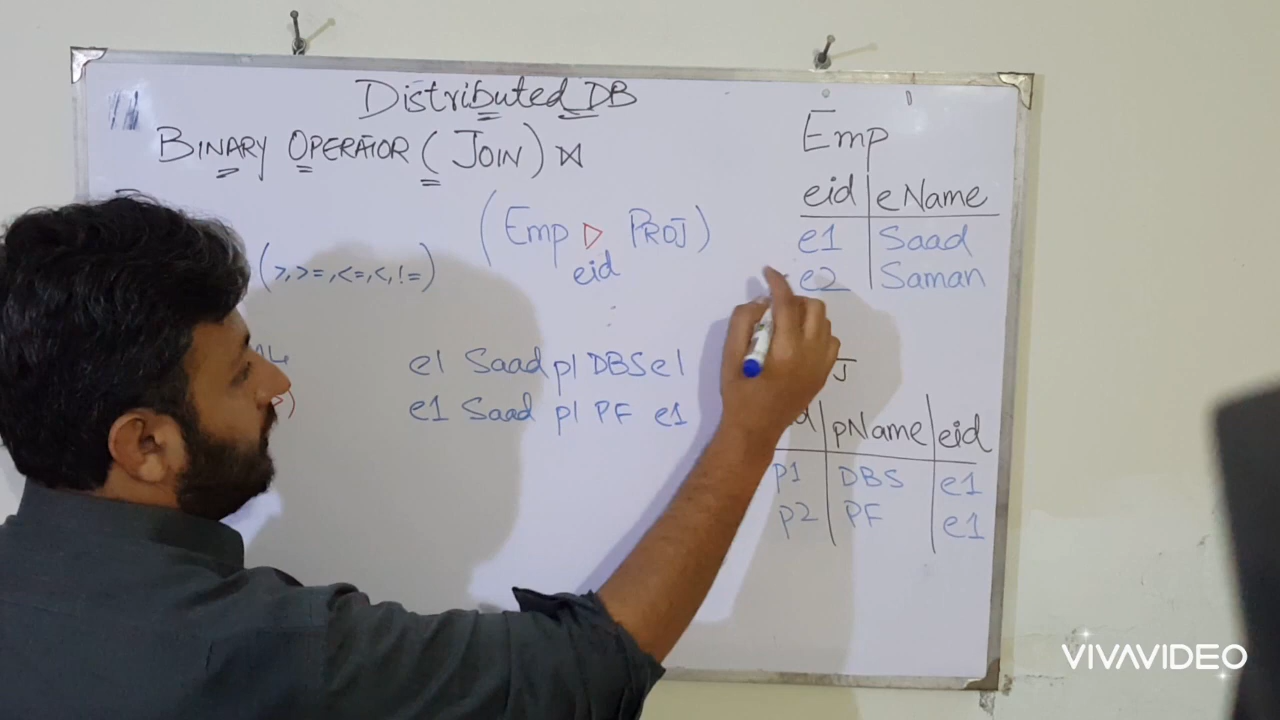 Distributed DB
BINARY OPERATOR (JOIN) ⋈
(Emp ▷ PROJ)
eid
(>,>=,<=,<,!=)
e1 Saad p1 DBS e1
e1 Saad p1 PF e1
Emp
eid eName
e1 Saad
e2 Saman
J
d pName eid
p1 DBS e1
p2 PF e1
VIVAVIDEO